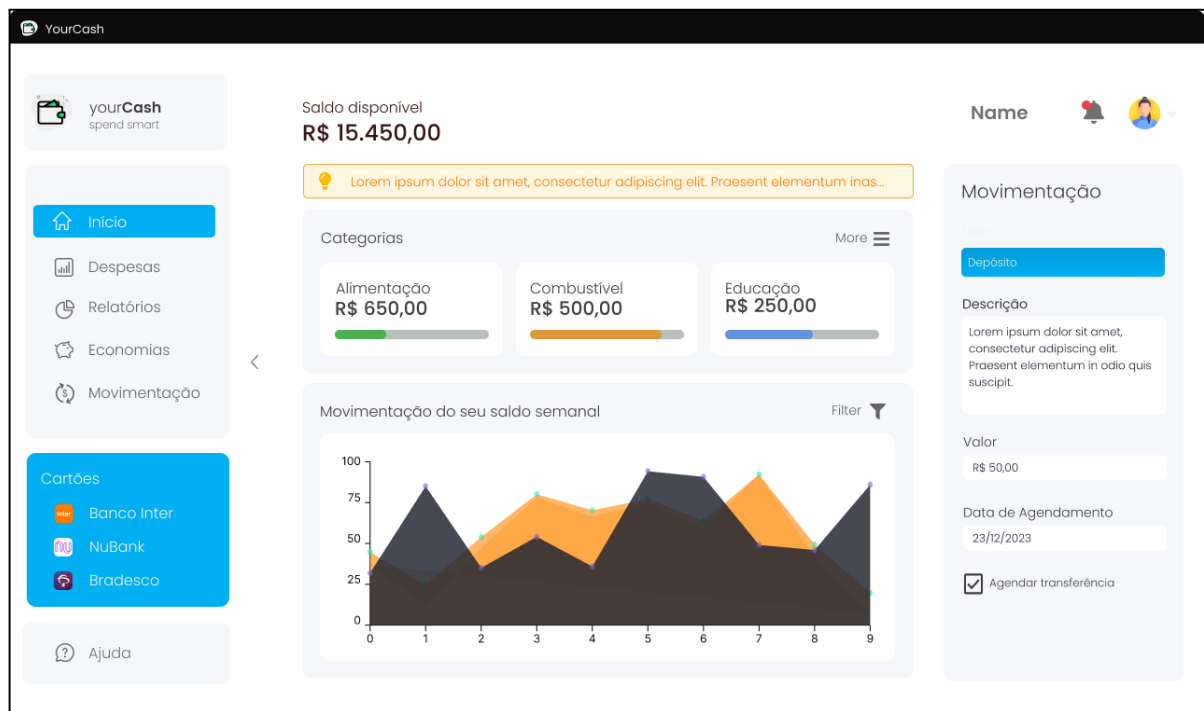 YourCash
yourCash
spend smart
Início
Despesas
Relatórios
Economias
Movimentação
Cartões
inter
Banco Inter
NuBank
Bradesco
Ajuda
Saldo disponível
R$ 15.450,00
Name
Lorem ipsum dolor sit amet, consectetur adipiscing elit. Praesent elementum inas...
Categorias
More
Alimentação
R$ 650,00
Combustível
R$ 500,00
Educação
R$ 250,00
Movimentação do seu saldo semanal
Filter
100
75
50
25
0
0 1 2 3 4 5 6 7 8 9
Movimentação
Tipo
Depósito
Descrição
Lorem ipsum dolor sit amet,
consectetur adipiscing elit.
Praesent elementum in odio quis
suscipit.
Valor
R$ 50,00
Data de Agendamento
23/12/2023
Agendar transferência